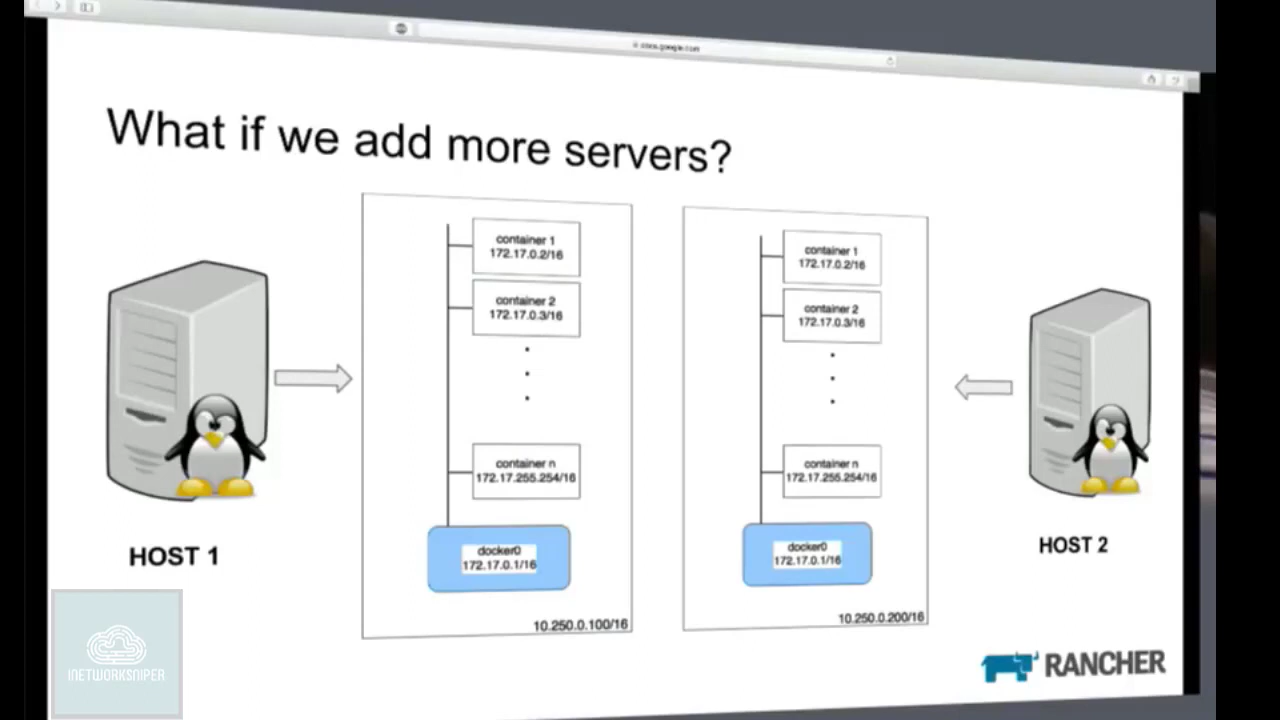 docs.google.com
What if we add more servers?
container 1
172.17.0.2/16
container 2
172.17.0.3/16
container n
172.17.255.254/16
docker0
172.17.0.1/16
10.250.0.100/16
HOST 1
container 1
172.17.0.2/16
container 2
172.17.0.3/16
container n
172.17.255.254/16
docker0
172.17.0.1/16
10.250.0.200/16
HOST 2
INETWORKSNIPER
RANCHER